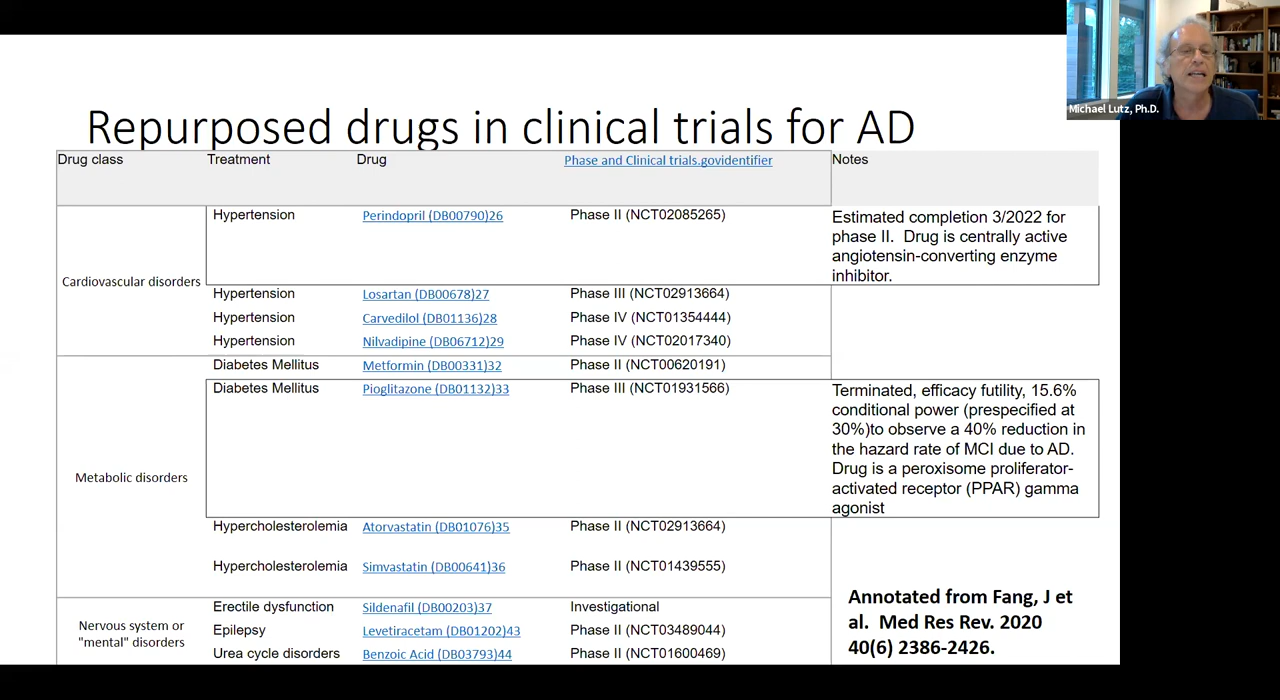 Michael Lutz, Ph.D.
Repurposed drugs in clinical trials for AD
Drug class Treatment Drug Phase and Clinical trials.govidentifier Notes
Cardiovascular disorders
Hypertension Perindopril (DB00790)26 Phase II (NCT02085265)
Estimated completion 3/2022 for
phase II. Drug is centrally active
angiotensin-converting enzyme
inhibitor.
Hypertension Losartan (DB00678)27 Phase III (NCT02913664)
Hypertension Carvedilol (DB01136)28 Phase IV (NCT01354444)
Hypertension Nilvadipine (DB06712)29 Phase IV (NCT02017340)
Metabolic disorders
Diabetes Mellitus Metformin (DB00331)32 Phase II (NCT00620191)
Diabetes Mellitus Pioglitazone (DB01132)33 Phase III (NCT01931566)
Terminated, efficacy futility, 15.6%
conditional power (prespecified at
30%)to observe a 40% reduction in
the hazard rate of MCI due to AD.
Drug is a peroxisome proliferator-
activated receptor (PPAR) gamma
agonist
Hypercholesterolemia Atorvastatin (DB01076)35 Phase II (NCT02913664)
Hypercholesterolemia Simvastatin (DB00641)36 Phase II (NCT01439555)
Nervous system or
"mental" disorders
Erectile dysfunction Sildenafil (DB00203)37 Investigational
Epilepsy Levetiracetam (DB01202)43 Phase II (NCT03489044)
Urea cycle disorders Benzoic Acid (DB03793)44 Phase II (NCT01600469)
Annotated from Fang, J et
al. Med Res Rev. 2020
40(6) 2386-2426.